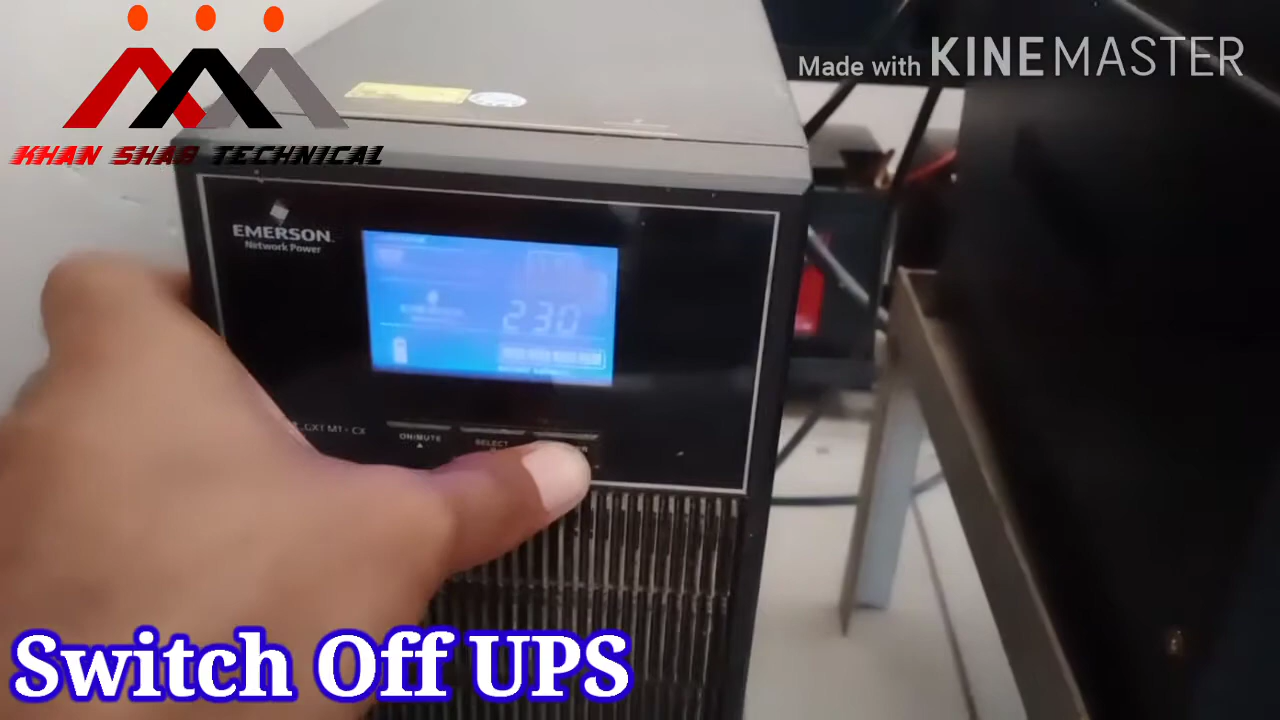 Made with KINEMASTER
KHAN SHAB TECHNICAL
EMERSON
Network Power
230
ON/MUTE
SELECT
Switch Off UPS